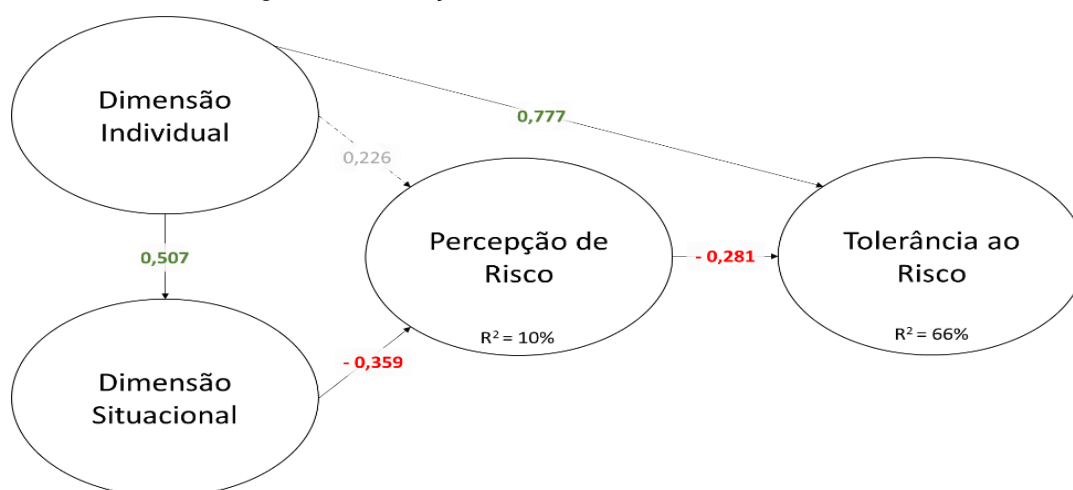 Dimensão
Individual
0,777
0,226
Percepção de
Risco
R² = 10%
- 0,281
Tolerância ao
Risco
R² = 66%
0,507
- 0,359
Dimensão
Situacional